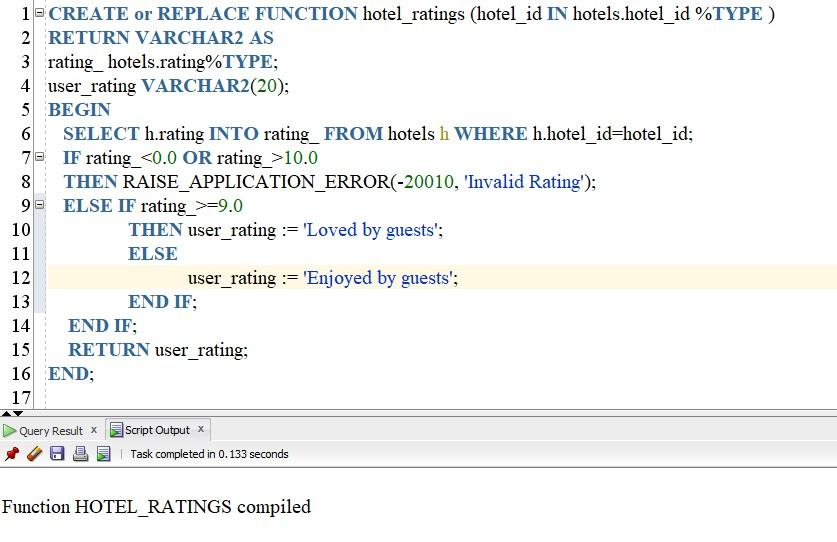 1 CREATE or REPLACE FUNCTION hotel_ratings (hotel_id IN hotels.hotel_id %TYPE )
2 RETURN VARCHAR2 AS
3 rating_ hotels.rating%TYPE;
4 user_rating VARCHAR2(20);
5 BEGIN
6 SELECT h.rating INTO rating_ FROM hotels h WHERE h.hotel_id=hotel_id;
7 IF rating_<0.0 OR rating_>10.0
8 THEN RAISE_APPLICATION_ERROR(-20010, 'Invalid Rating');
9 ELSE IF rating_>=9.0
10 THEN user_rating := 'Loved by guests';
11 ELSE
12 user_rating := 'Enjoyed by guests';
13 END IF;
14 END IF;
15 RETURN user_rating;
16 END;
17
Query Result x Script Output x
Task completed in 0.133 seconds
Function HOTEL_RATINGS compiled